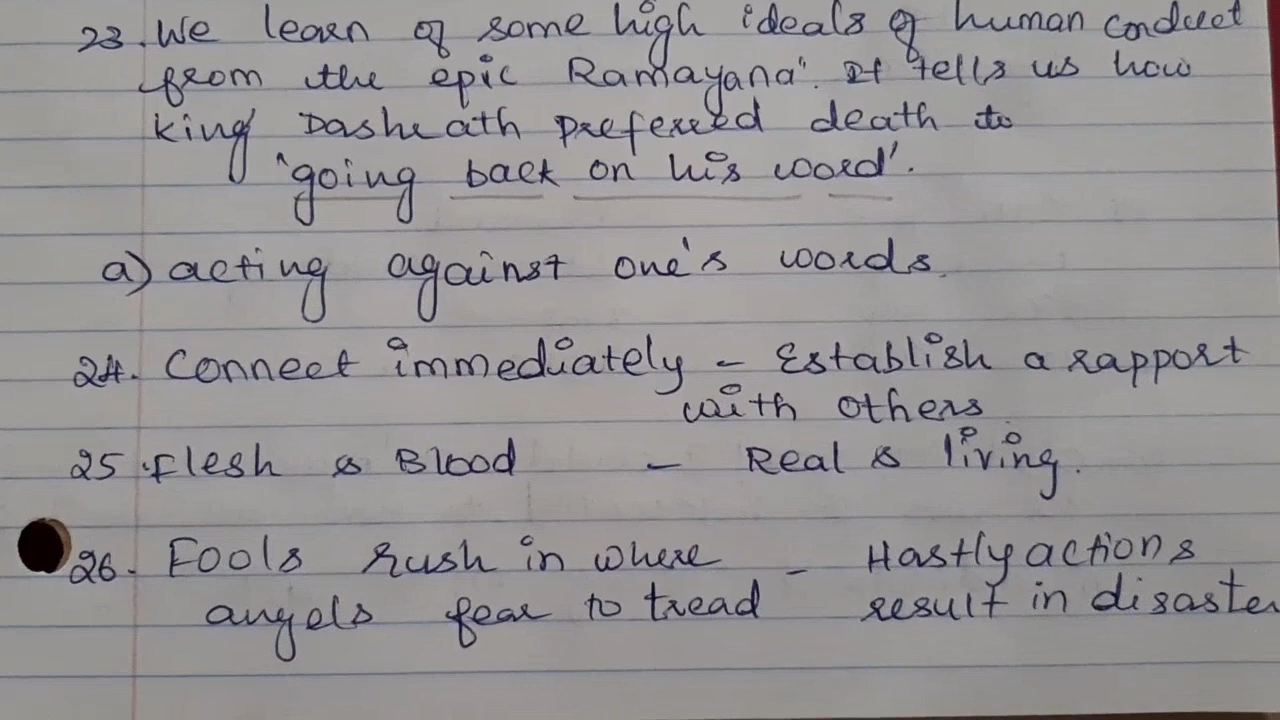 23. We learn of some high ideals of human conduct
from the epic Ramayana'. It tells us how
king Dasheath preferred death to
'going back on his word'.
a) acting against one's words.
24. Connect immediately - Establish a rapport
with others
25. Flesh & Blood - Real & living.
26. Fools rush in where - Hastly actions
angels fear to tread result in disaster